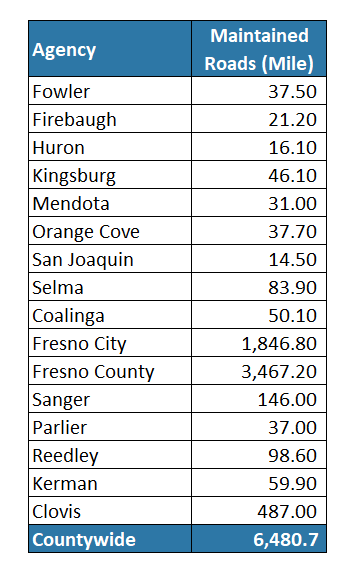 Agency Maintained Roads (Mile)
Fowler 37.50
Firebaugh 21.20
Huron 16.10
Kingsburg 46.10
Mendota 31.00
Orange Cove 37.70
San Joaquin 14.50
Selma 83.90
Coalinga 50.10
Fresno City 1,846.80
Fresno County 3,467.20
Sanger 146.00
Parlier 37.00
Reedley 98.60
Kerman 59.90
Clovis 487.00
Countywide 6,480.7